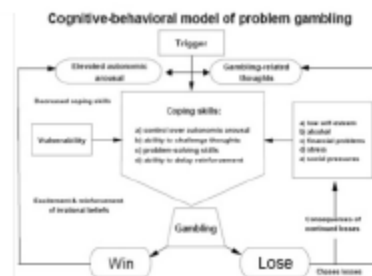 Cognitive-behavioral model of problem gambling
Trigger
Elevated autonomic
arousal
Gambling-related
thoughts
Decreased coping skills
Coping skills:
a) control over autonomic arousal
b) ability to challenge thoughts
c) problem-solving skills
d) ability to delay reinforcement
Vulnerability
a) low self-esteem
b) alcohol
c) financial problems
d) stress
e) social pressures
Excitement & reinforcement
of irrational beliefs
Gambling
Consequences of
continued losses
Win
Lose
Chases losses